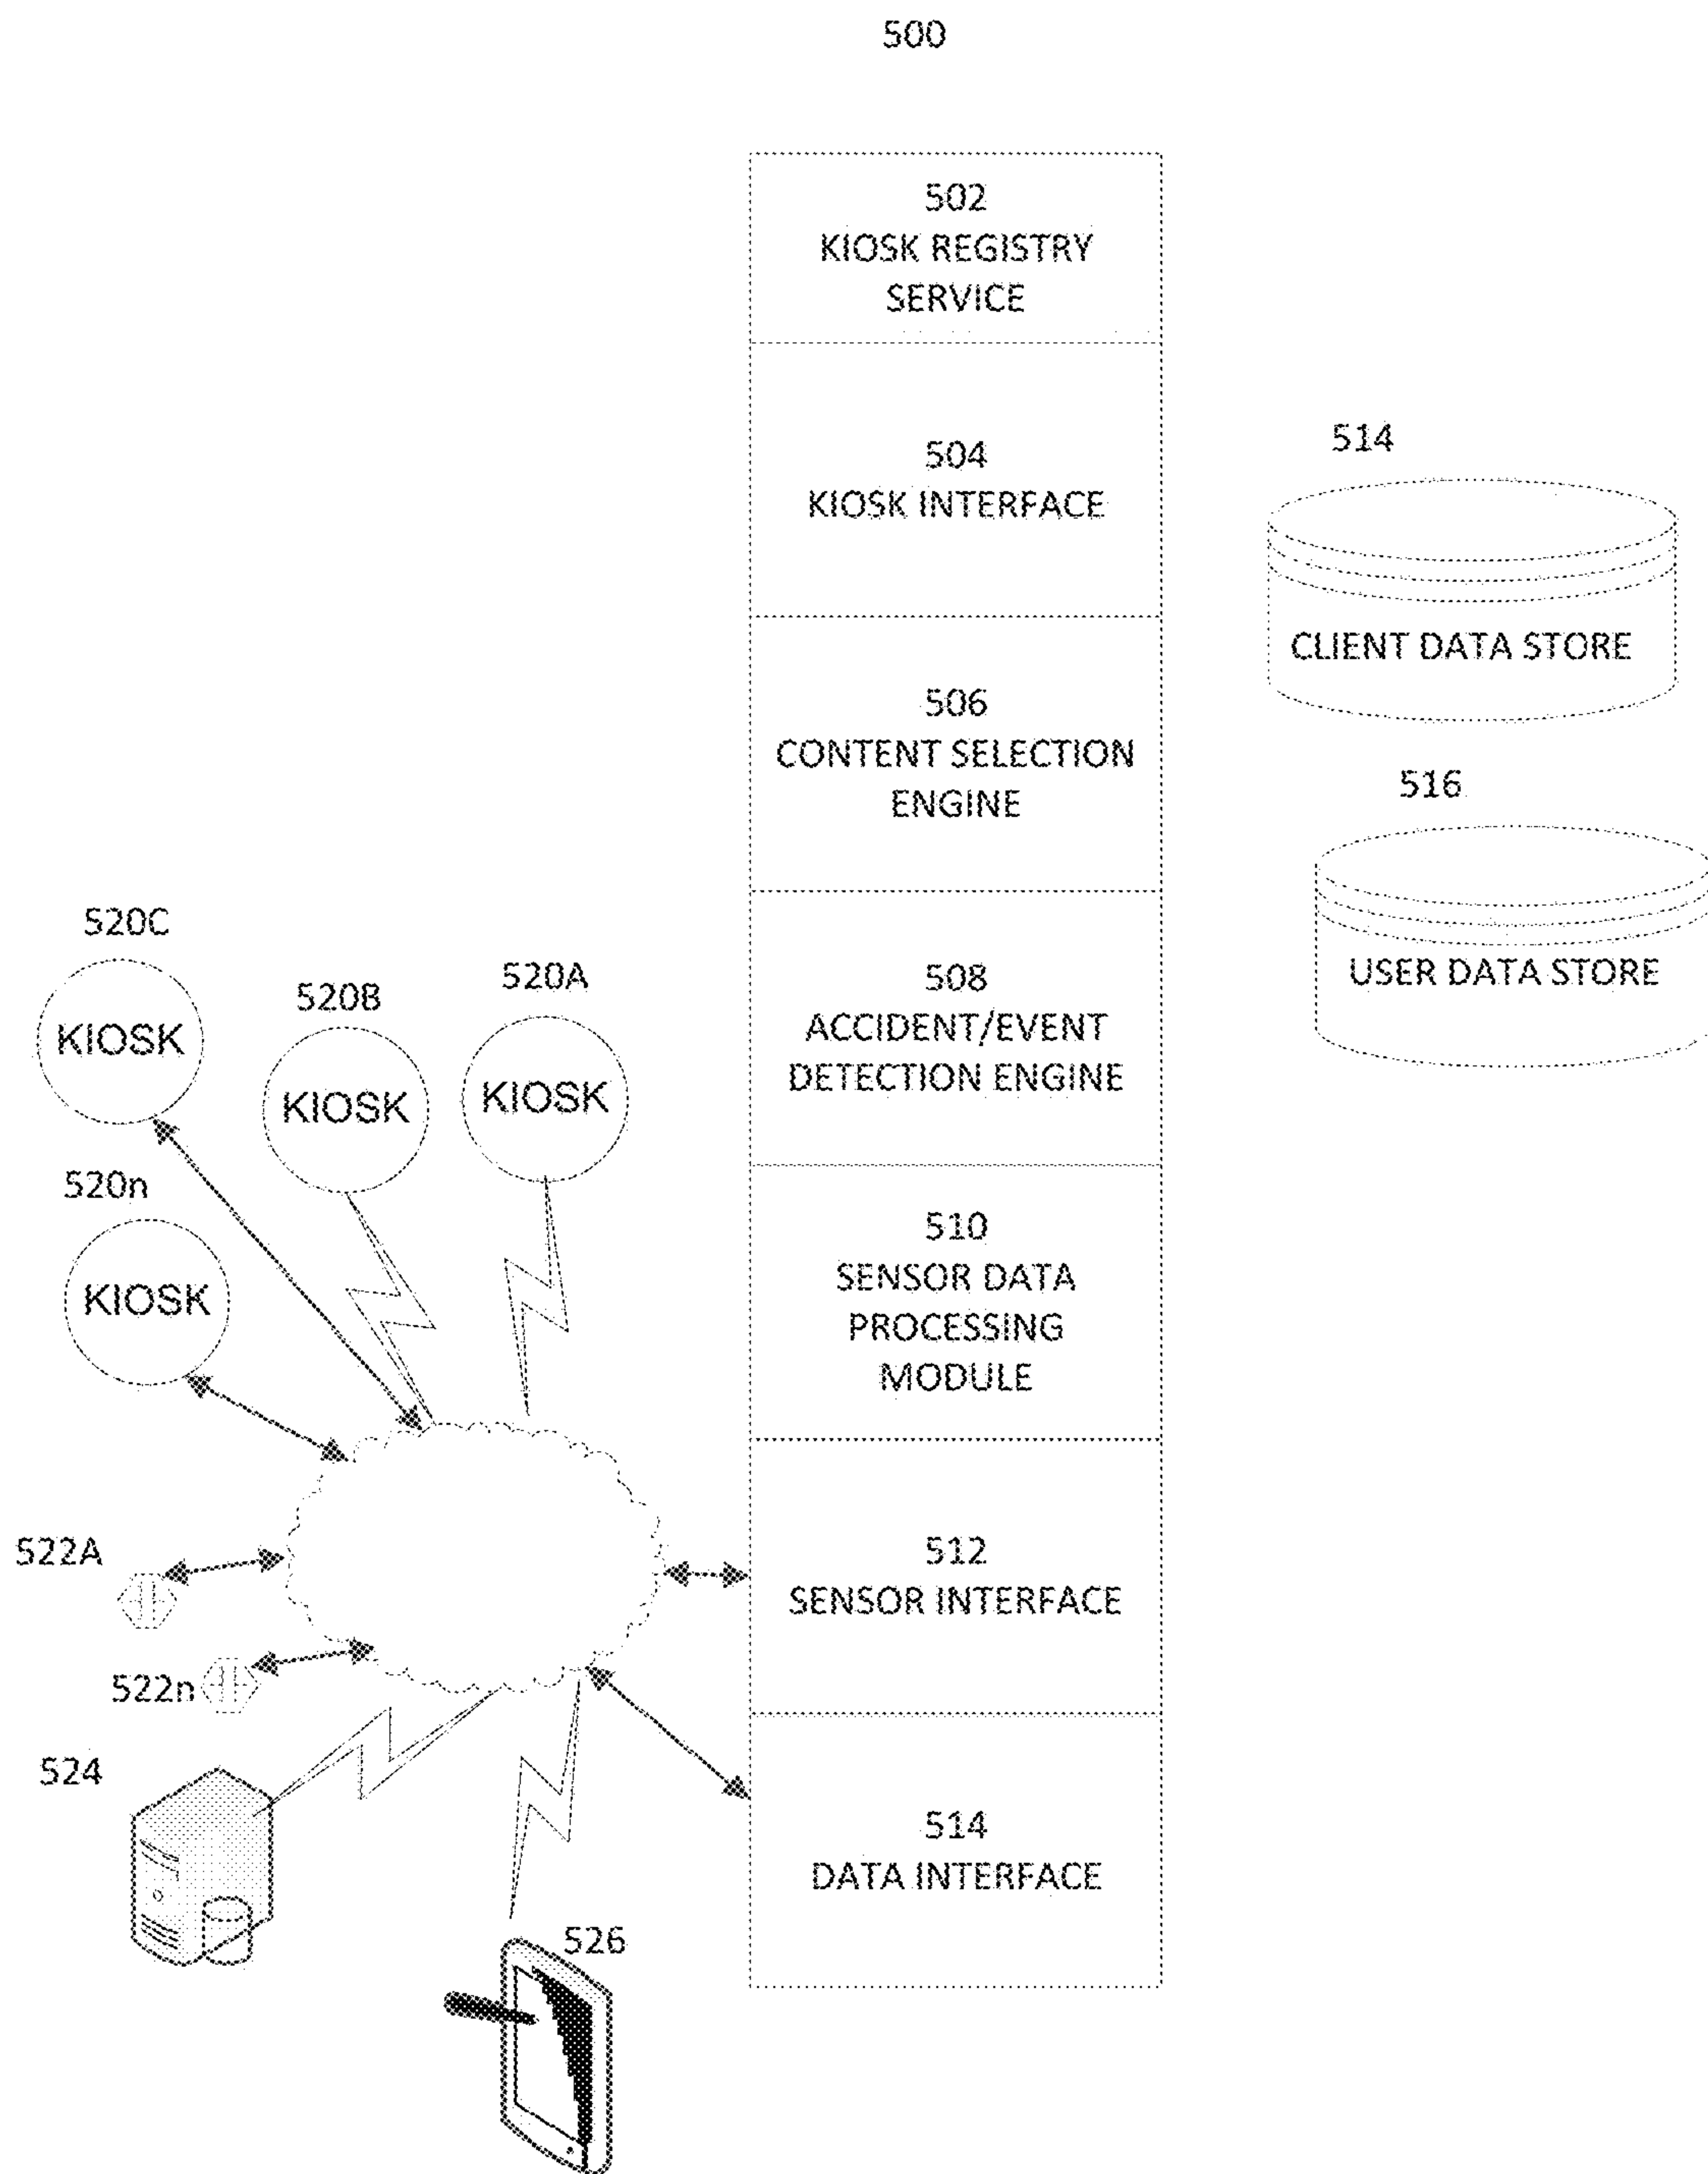 500
502
KIOSK REGISTRY
SERVICE
504
KIOSK INTERFACE
514
CLIENT DATA STORE
506
CONTENT SELECTION
ENGINE
516
USER DATA STORE
508
ACCIDENT/EVENT
DETECTION ENGINE
520C
KIOSK
520B
KIOSK
520A
KIOSK
520n
KIOSK
510
SENSOR DATA
PROCESSING
MODULE
522A
512
SENSOR INTERFACE
522n
524
514
DATA INTERFACE
526